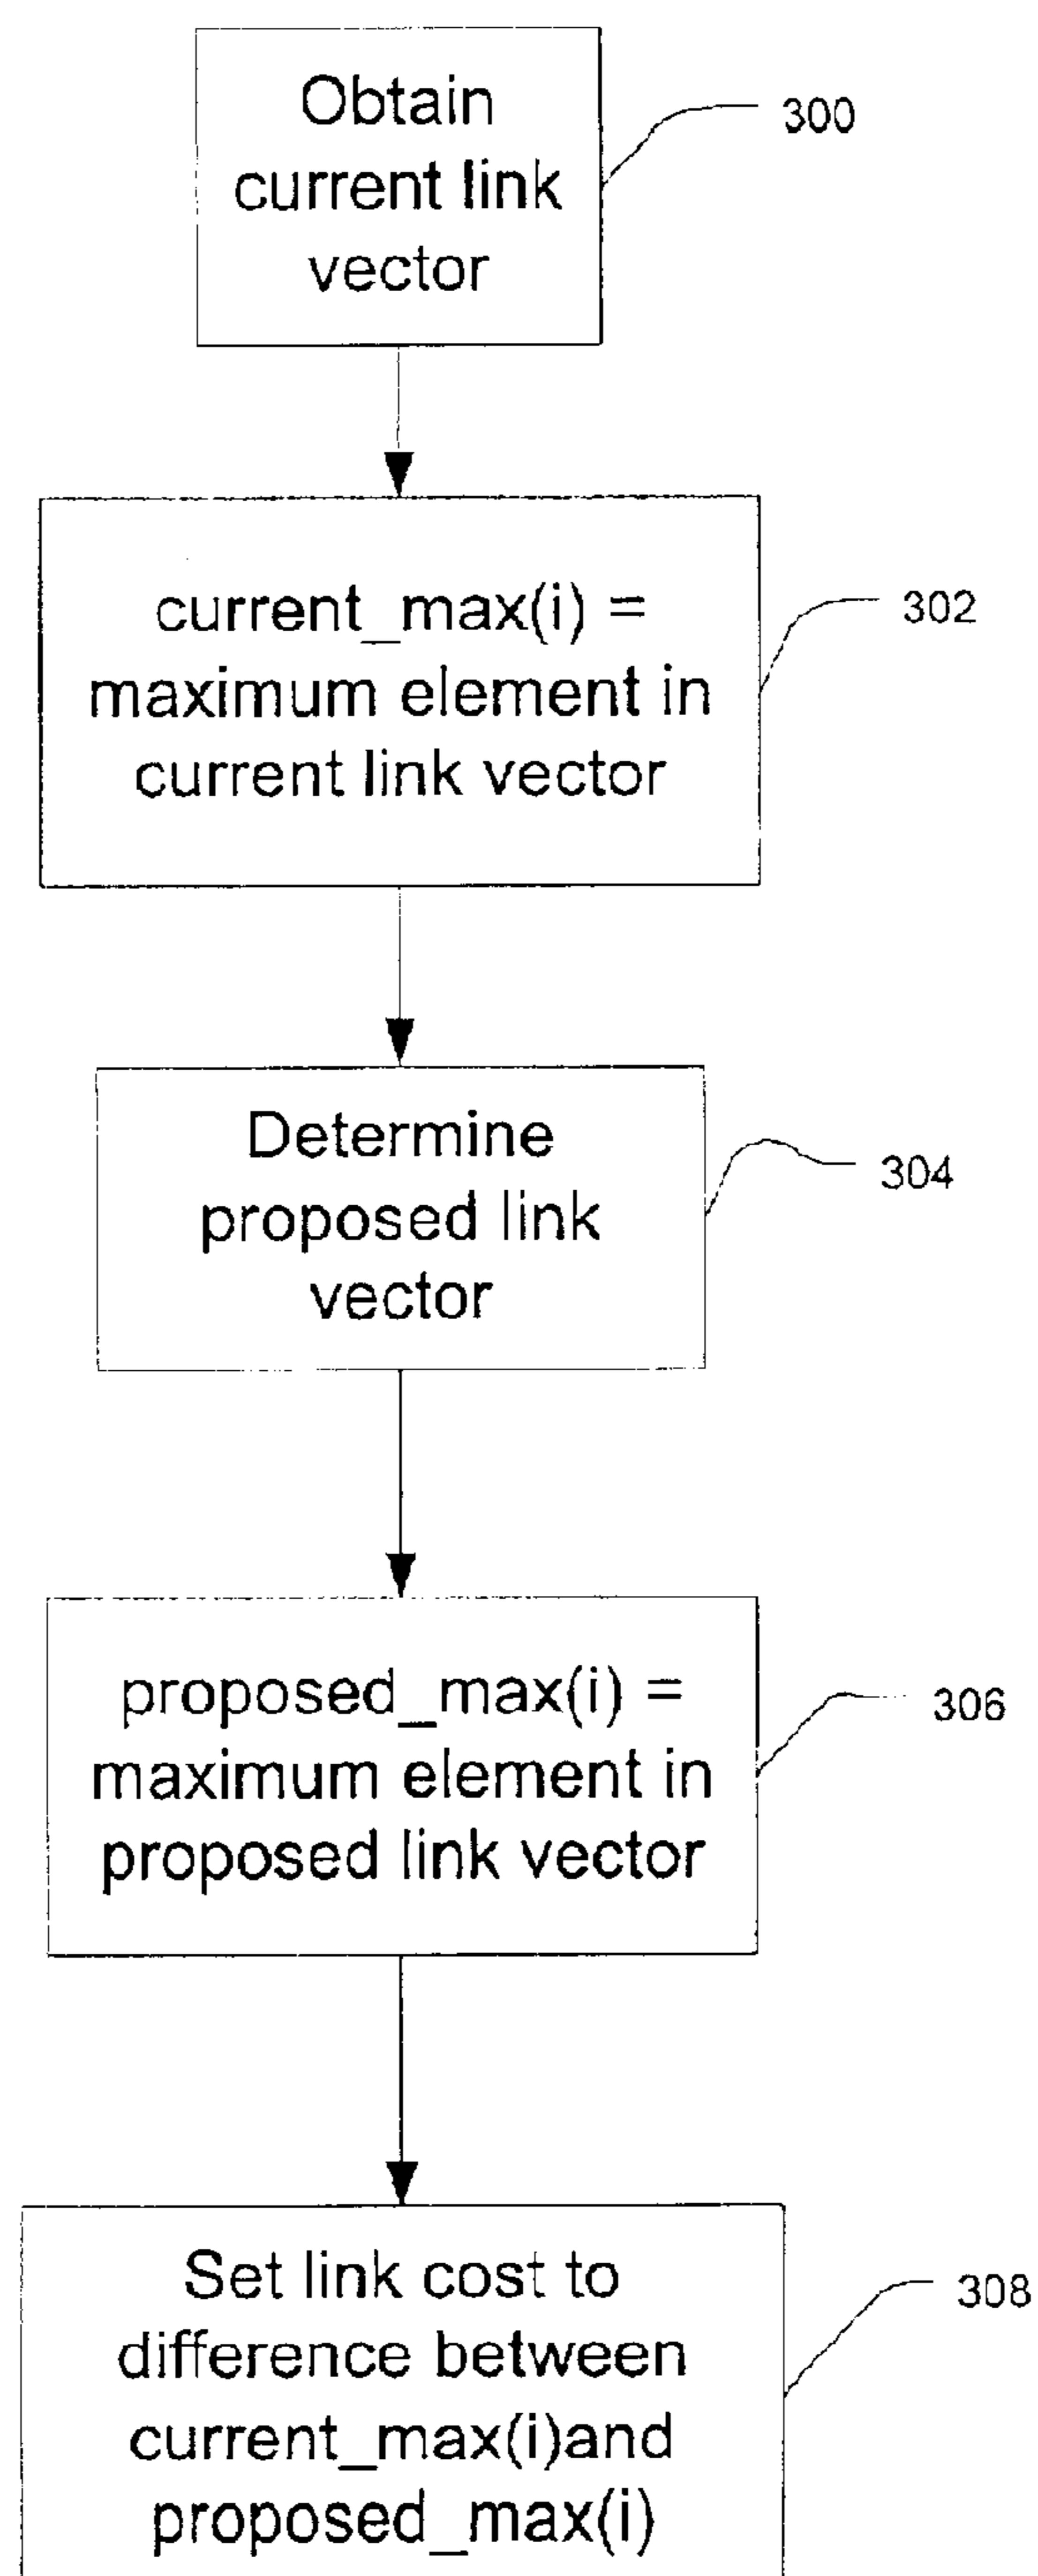 Obtain
current link
vector
300
current_max(i) =
maximum element in
current link vector
302
Determine
proposed link
vector
304
proposed_max(i) =
maximum element in
proposed link vector
306
Set link cost to
difference between
current_max(i)and
proposed_max(i)
308